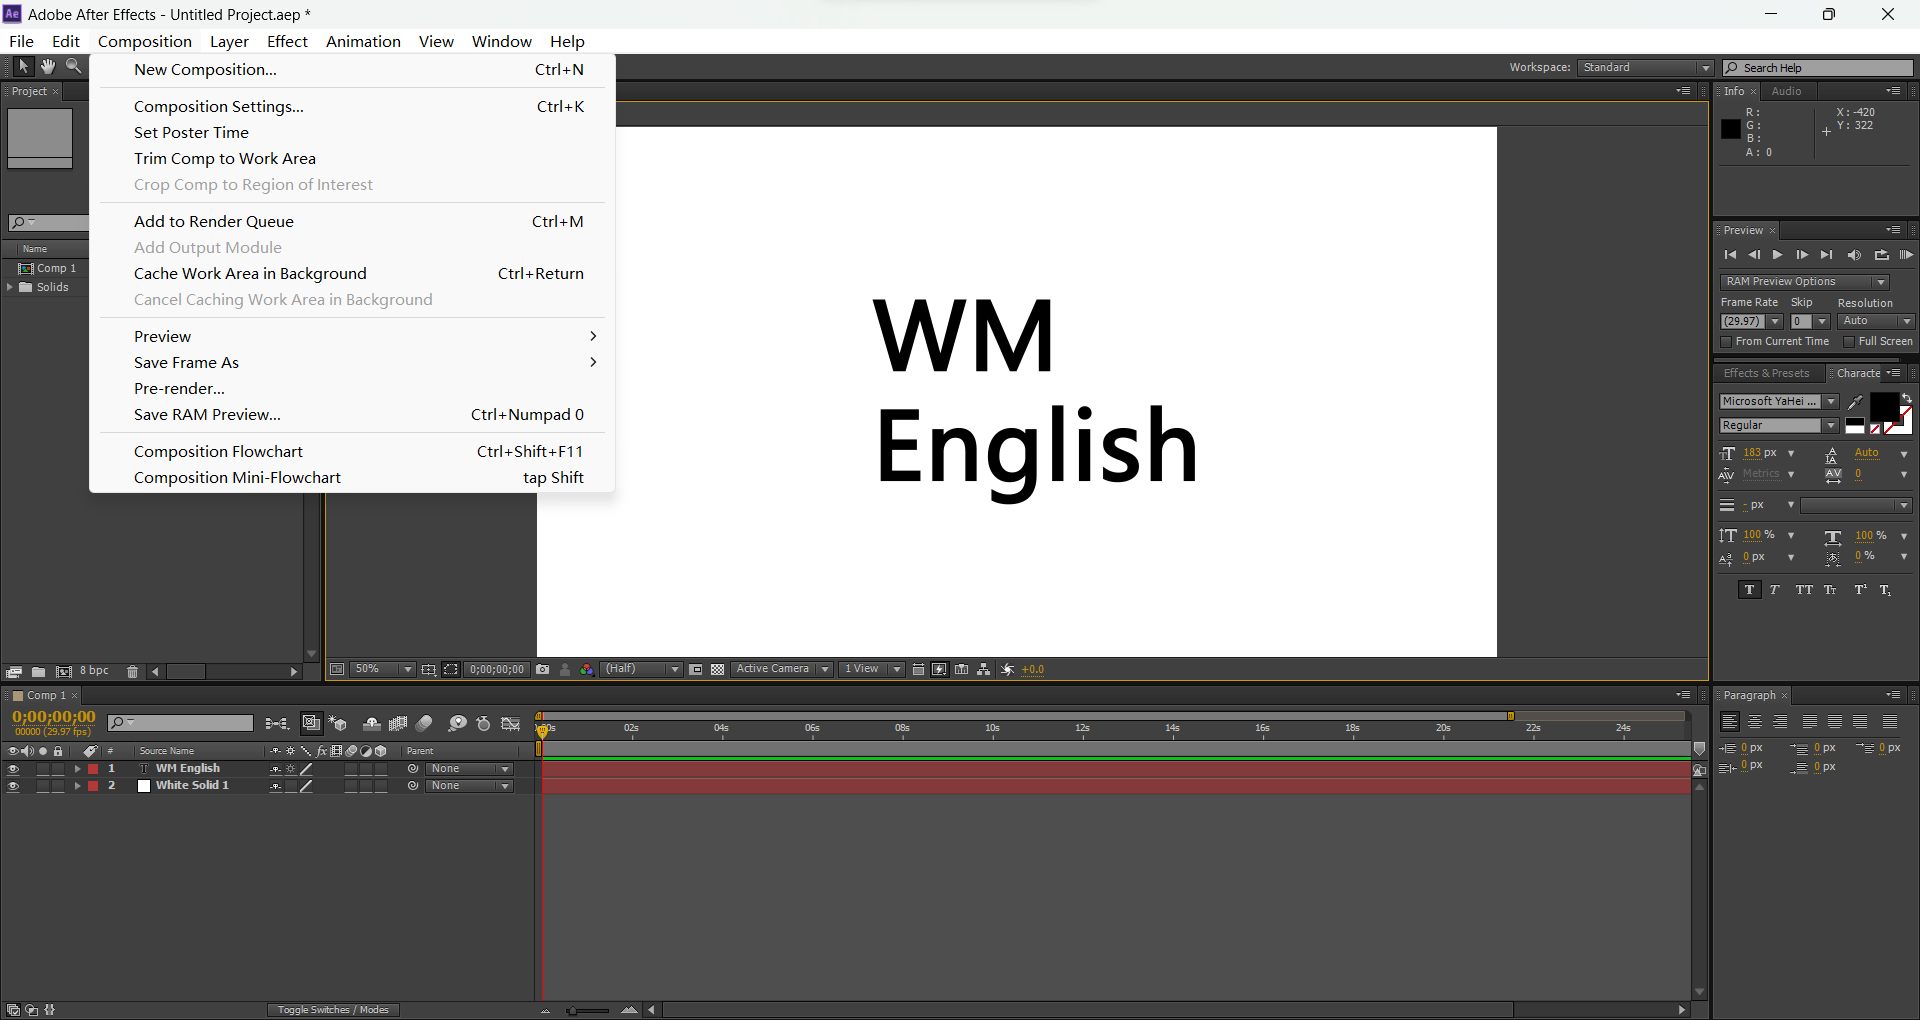 Adobe After Effects - Untitled Project.aep *
File Edit Composition Layer Effect Animation View Window Help
New Composition... Ctrl+N
Composition Settings... Ctrl+K
Set Poster Time
Trim Comp to Work Area
Crop Comp to Region of Interest
Add to Render Queue Ctrl+M
Add Output Module
Cache Work Area in Background Ctrl+Return
Cancel Caching Work Area in Background
Preview
Save Frame As
Pre-render...
Save RAM Preview... Ctrl+Numpad 0
Composition Flowchart Ctrl+Shift+F11
Composition Mini-Flowchart tap Shift
Workspace: Standard Search Help
Project
Name
Comp 1
Solids
8 bpc
WM
English
50% 0;00;00;00 (Half) Active Camera 1 View +0.0
Info Audio
R: X: -420
G: Y: 322
B:
A: 0
Preview
RAM Preview Options
Frame Rate Skip Resolution
(29.97) 0 Auto
From Current Time Full Screen
Effects & Presets Characte
Microsoft YaHei ...
Regular
183 px Auto
Metrics 0
- px
100 % 100 %
0 px 0 %
T T TT Tt T¹ T₁
Comp 1
0;00;00;00
00000 (29.97 fps)
02s 04s 06s 08s 10s 12s 14s 16s 18s 20s 22s 24s
# Source Name Parent
1 WM English None
2 White Solid 1 None
Toggle Switches / Modes
Paragraph
0 px 0 px 0 px
0 px 0 px